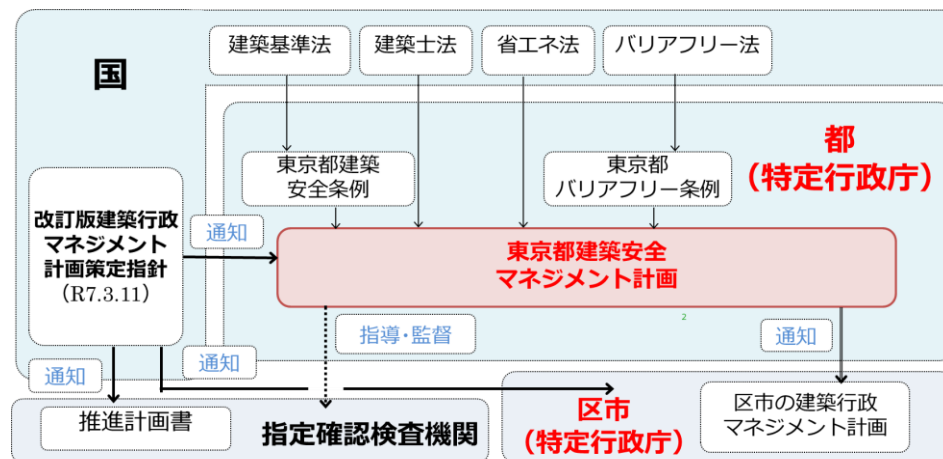 建築基準法
建築士法
省エネ法
バリアフリー法
国
都
（特定行政庁）
東京都建築
安全条例
東京都
バリアフリー条例
改訂版建築行政
マネジメント
計画策定指針
（R7.3.11）
通知
東京都建築安全
マネジメント計画
2
指導・監督
通知
通知
通知
推進計画書
指定確認検査機関
区市
（特定行政庁）
区市の建築行政
マネジメント計画